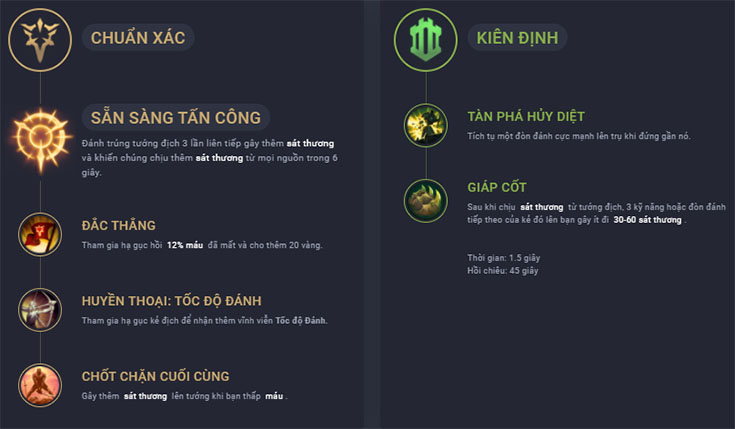 CHUẨN XÁC
SẴN SÀNG TẤN CÔNG
Đánh trúng tướng địch 3 lần liên tiếp gây thêm sát thương
và khiến chúng chịu thêm sát thương từ mọi nguồn trong 6
giây.
ĐẮC THẮNG
Tham gia hạ gục hồi 12% máu đã mất và cho thêm 20 vàng.
HUYỀN THOẠI: TỐC ĐỘ ĐÁNH
Tham gia hạ gục kẻ địch để nhận thêm vĩnh viễn Tốc độ Đánh.
CHỐT CHẶN CUỐI CÙNG
Gây thêm sát thương lên tướng khi bạn thấp máu .
KIÊN ĐỊNH
TÀN PHÁ HỦY DIỆT
Tích tụ một đòn đánh cực mạnh lên trụ khi đứng gần nó.
GIÁP CỐT
Sau khi chịu sát thương từ tướng địch, 3 kỹ năng hoặc đòn đánh
tiếp theo của kẻ đó lên bạn gây ít đi 30-60 sát thương .
Thời gian: 1.5 giây
Hồi chiêu: 45 giây